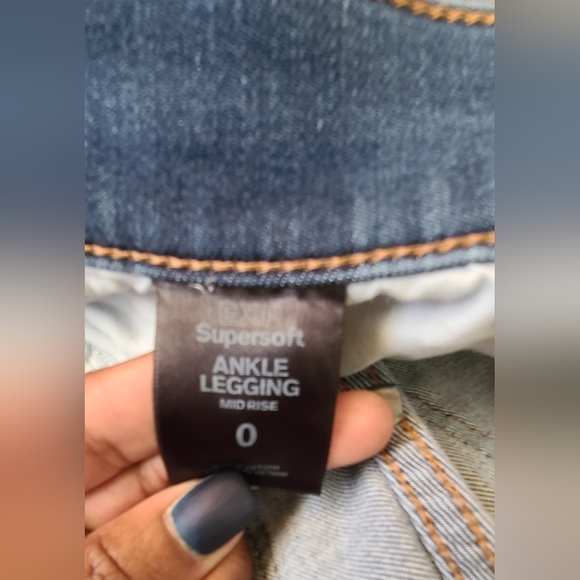 Supersoft
ANKLE
LEGGING
MID RISE
0